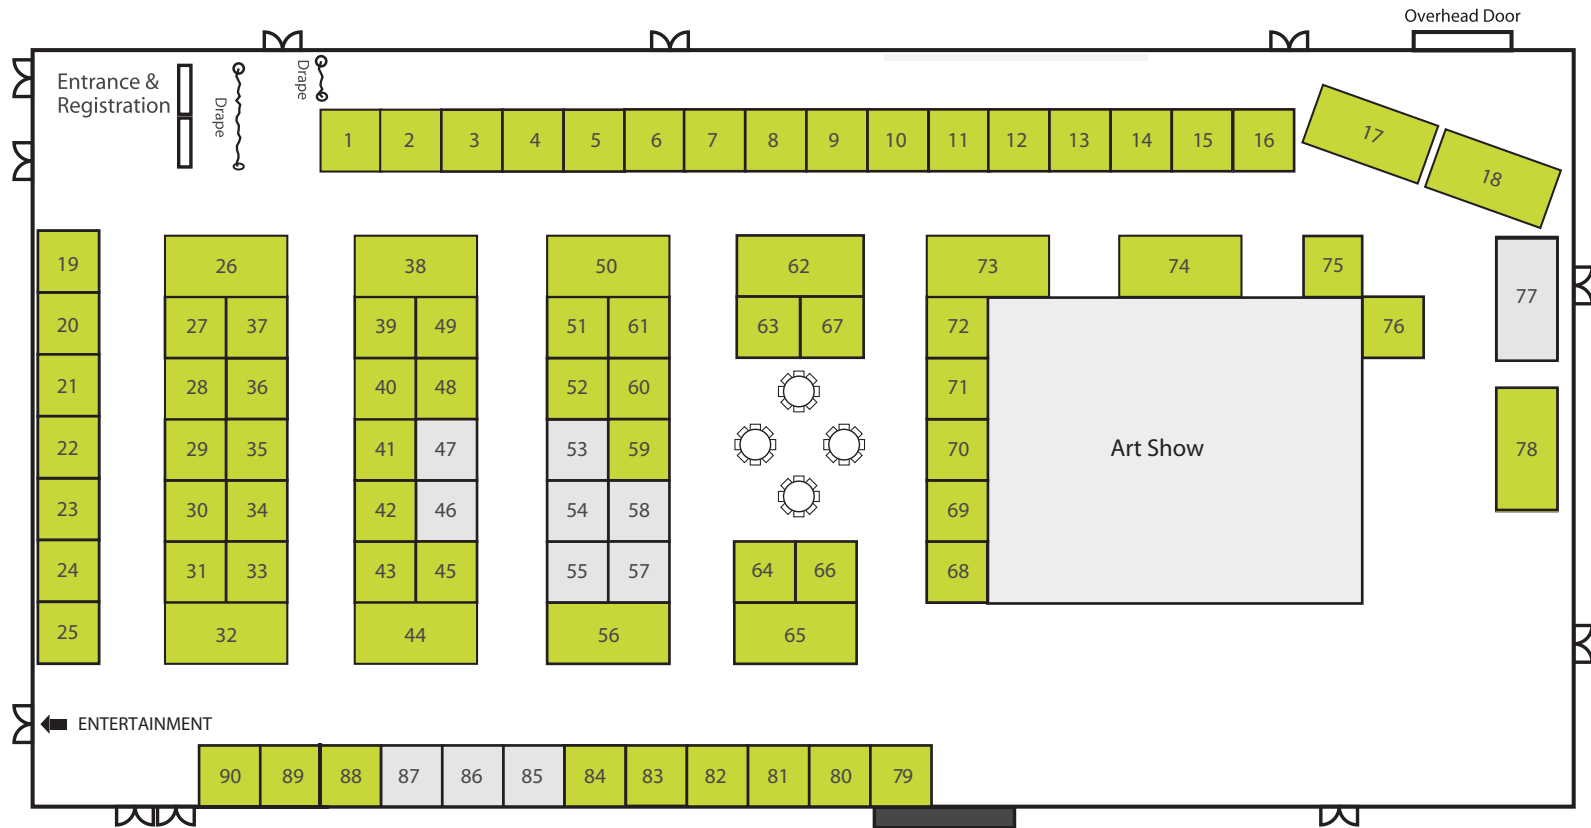 Overhead Door
Entrance &
Registration
Drape
Drape
1 2 3 4 5 6 7 8 9 10 11 12 13 14 15 16 17 18
19 26 38 50 62 73 74 75
20 27 37 39 49 51 61 63 67 72 76 77
21 28 36 40 48 52 60 71
22 29 35 41 47 53 59 70 Art Show 78
23 30 34 42 46 54 58 69
24 31 33 43 45 55 57 64 66 68
25 32 44 56 65
ENTERTAINMENT
90 89 88 87 86 85 84 83 82 81 80 79